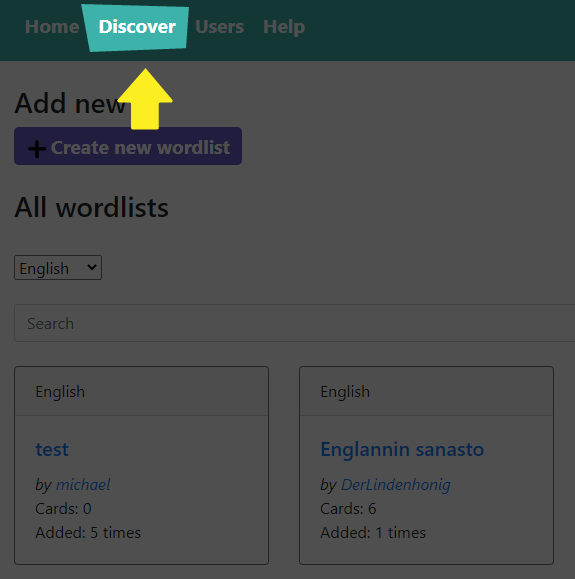 Home Discover Users Help
Add new
Create new wordlist
All wordlists
English
Search
English
test
by michael
Cards: 0
Added: 5 times
English
Englannin sanasto
by DerLindenhonig
Cards: 6
Added: 1 times